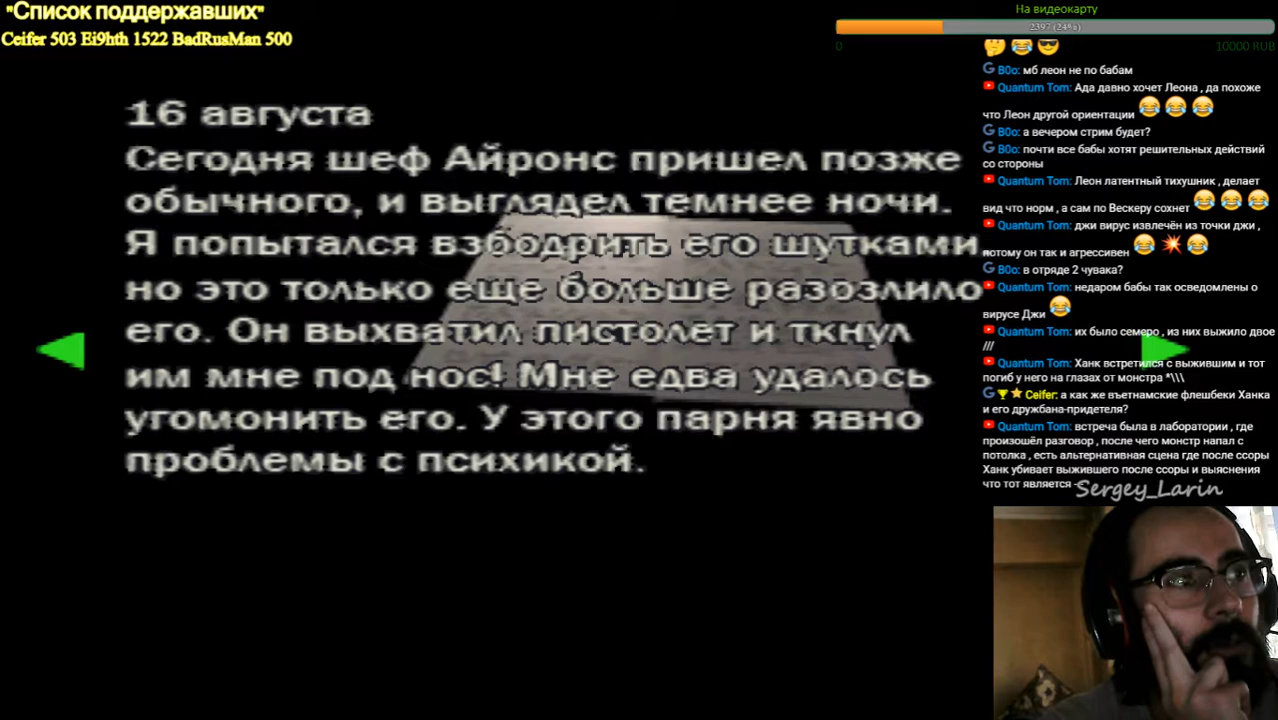 "Список поддержавших"
Ceifer 503 Ei9hth 1522 BadRusMan 500
На видеокарту
2397 (24%)
0
10000 RUB
16 августа
Сегодня шеф Айронс пришел позже
обычного, и выглядел темнее ночи.
Я попытался взбодрить его шутками,
но это только еще больше разозлило
его. Он выхватил пистолет и ткнул
им мне под нос! Мне едва удалось
угомонить его. У этого парня явно
проблемы с психикой.
B0o: мб леон не по бабам
Quantum Tom: Ада давно хочет Леона , да похоже
что Леон другой ориентации 😂 😂 😂
B0o: а вечером стрим будет?
B0o: почти все бабы хотят решительных действий
со стороны
Quantum Tom: Леон латентный тихушник , делает
вид что норм , а сам по Вескеру сохнет 😂 😂 😂
Quantum Tom: джи вирус извлечён из точки джи ,
потому он так и агрессивен 😂 💥 😂
B0o: в отряде 2 чувака?
Quantum Tom: недаром бабы так осведомлены о
вирусе Джи 😂
Quantum Tom: их было семеро , из них выжило двое
///
Quantum Tom: Ханк встретился с выжившим и тот
погиб у него на глазах от монстра *\\\
Ceifer: а как же въетнамские флешбеки Ханка
и его дружбана-придетеля?
Quantum Tom: встреча была в лаборатории , где
произошёл разговор , после чего монстр напал с
потолка , есть альтернативная сцена где после ссоры
Ханк убивает выжившего после ссоры и выяснения
что тот является -
Sergey_Larin